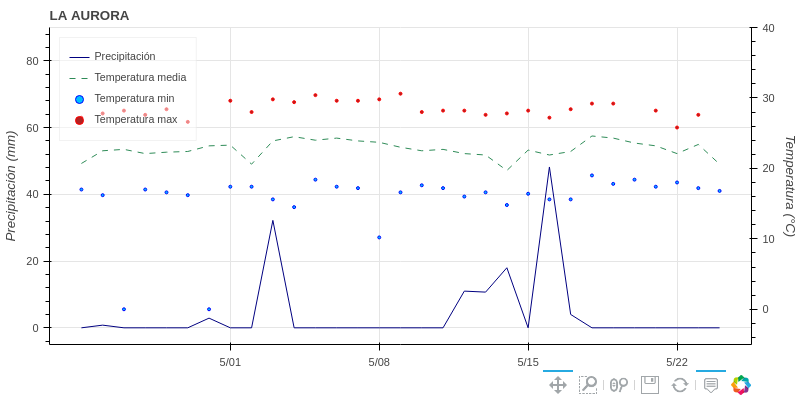 LA AURORA
Precipitación
Temperatura media
Temperatura min
Temperatura max
Precipitación (mm)
80
60
40
20
0
Temperatura (°C)
40
30
20
10
0
5/01
5/08
5/15
5/22